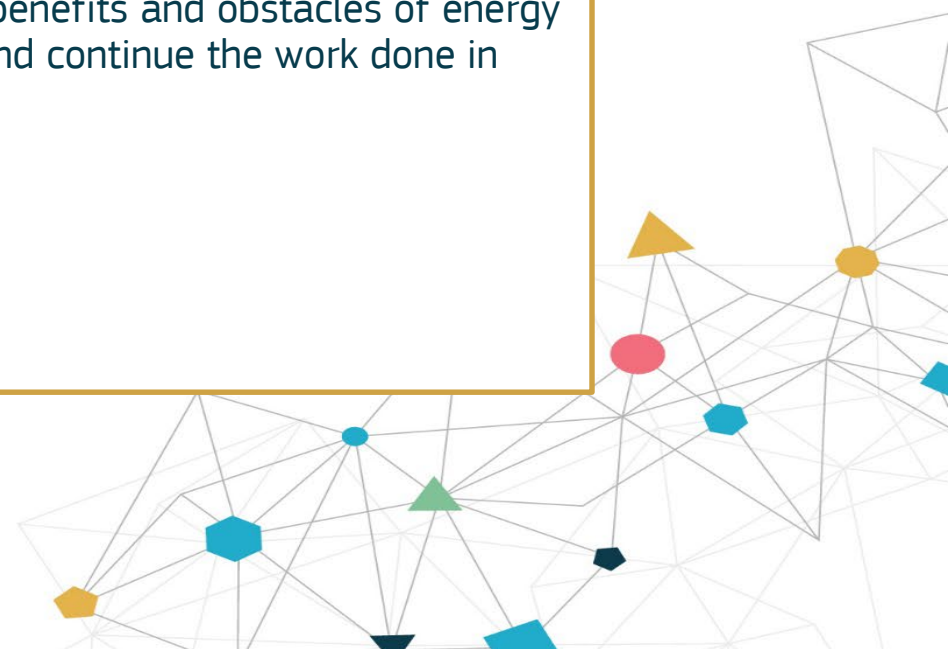 benefits and obstacles of energy
nd continue the work done in